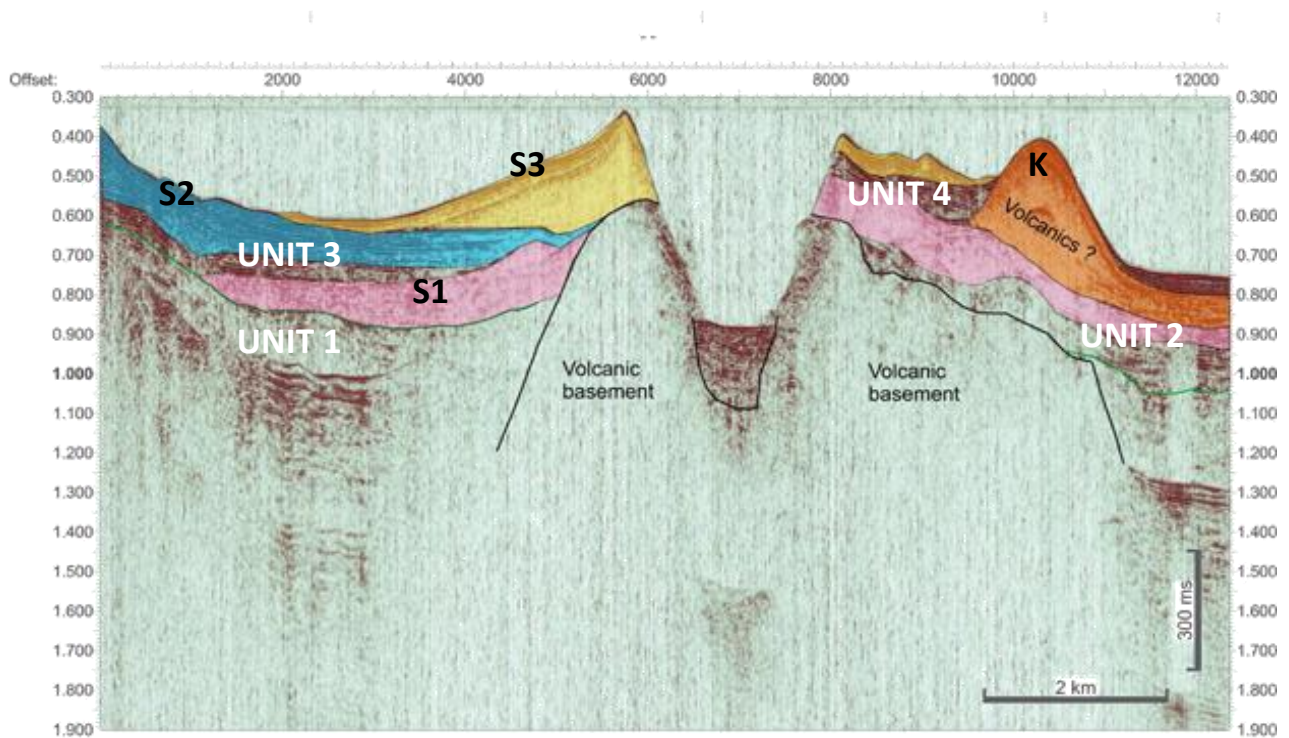 Offset: 2000 4000 6000 8000 10000 12000
0.300 0.300
0.400 0.400
S3 K
0.500 0.500
S2 UNIT 4
0.600 0.600
Volcanics ?
0.700 UNIT 3 0.700
0.800 S1 0.800
0.900 UNIT 1 UNIT 2 0.900
1.000 Volcanic basement Volcanic basement 1.000
1.100 1.100
1.200 1.200
1.300 1.300
1.400 1.400
1.500 1.500
1.600 300 ms 1.600
1.700 2 km 1.700
1.800 1.800
1.900 1.900